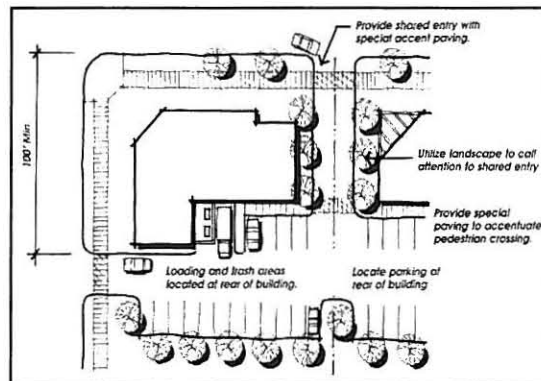 Provide shared entry with
special accent paving.
100' Min
Utilize landscape to call
attention to shared entry
Provide special
paving to accentuate
pedestrion crossing.
Loading and trash areas
located at rear of building.
Locate parking at
rear of building